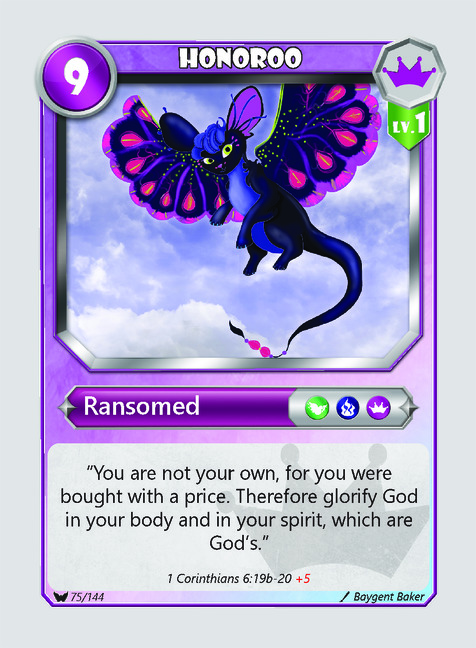 9
HONOROO
LV.1
Ransomed
"You are not your own, for you were
bought with a price. Therefore glorify God
in your body and in your spirit, which are
God's."
1 Corinthians 6:19b-20 +5
75/144
Baygent Baker